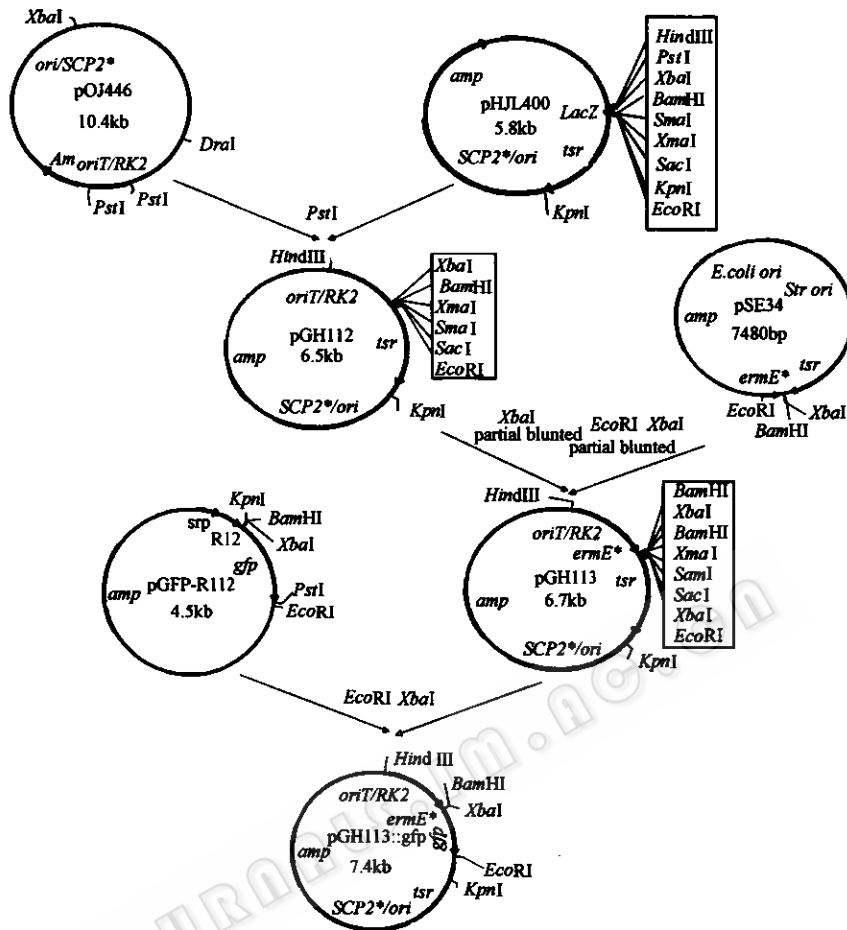 XbaI
ori/SCP2*
pOJ446
10.4kb
DraI
Am oriT/RK2
PstI
PstI
amp
pHJL400
5.8kb
LacZ
SCP2*/ori
tsr
KpnI
HindIII
PstI
XbaI
BamHI
SmaI
XmaI
SacI
KpnI
EcoRI
PstI
HindIII
oriT/RK2
pGH112
6.5kb
amp
tsr
SCP2*/ori
KpnI
XbaI
BamHI
XmaI
SmaI
SacI
EcoRI
E.coli ori
Str ori
pSE34
7480bp
amp
tsr
ermE*
EcoRI
XbaI
BamHI
XbaI
partial blunted
EcoRI XbaI
partial blunted
KpnI
BamHI
XbaI
srp
R12
gfp
amp
pGFP-R112
4.5kb
PstI
EcoRI
HindIII
oriT/RK2
ermE*
pGH113
6.7kb
amp
tsr
SCP2*/ori
KpnI
BamHI
XbaI
BamHI
XmaI
SamI
SacI
XbaI
EcoRI
EcoRI XbaI
HindIII
oriT/RK2
BamHI
XbaI
ermE*
pGH113::gfp
gfp
amp
7.4kb
EcoRI
KpnI
tsr
SCP2*/ori
URNALS.IM.AC.CN